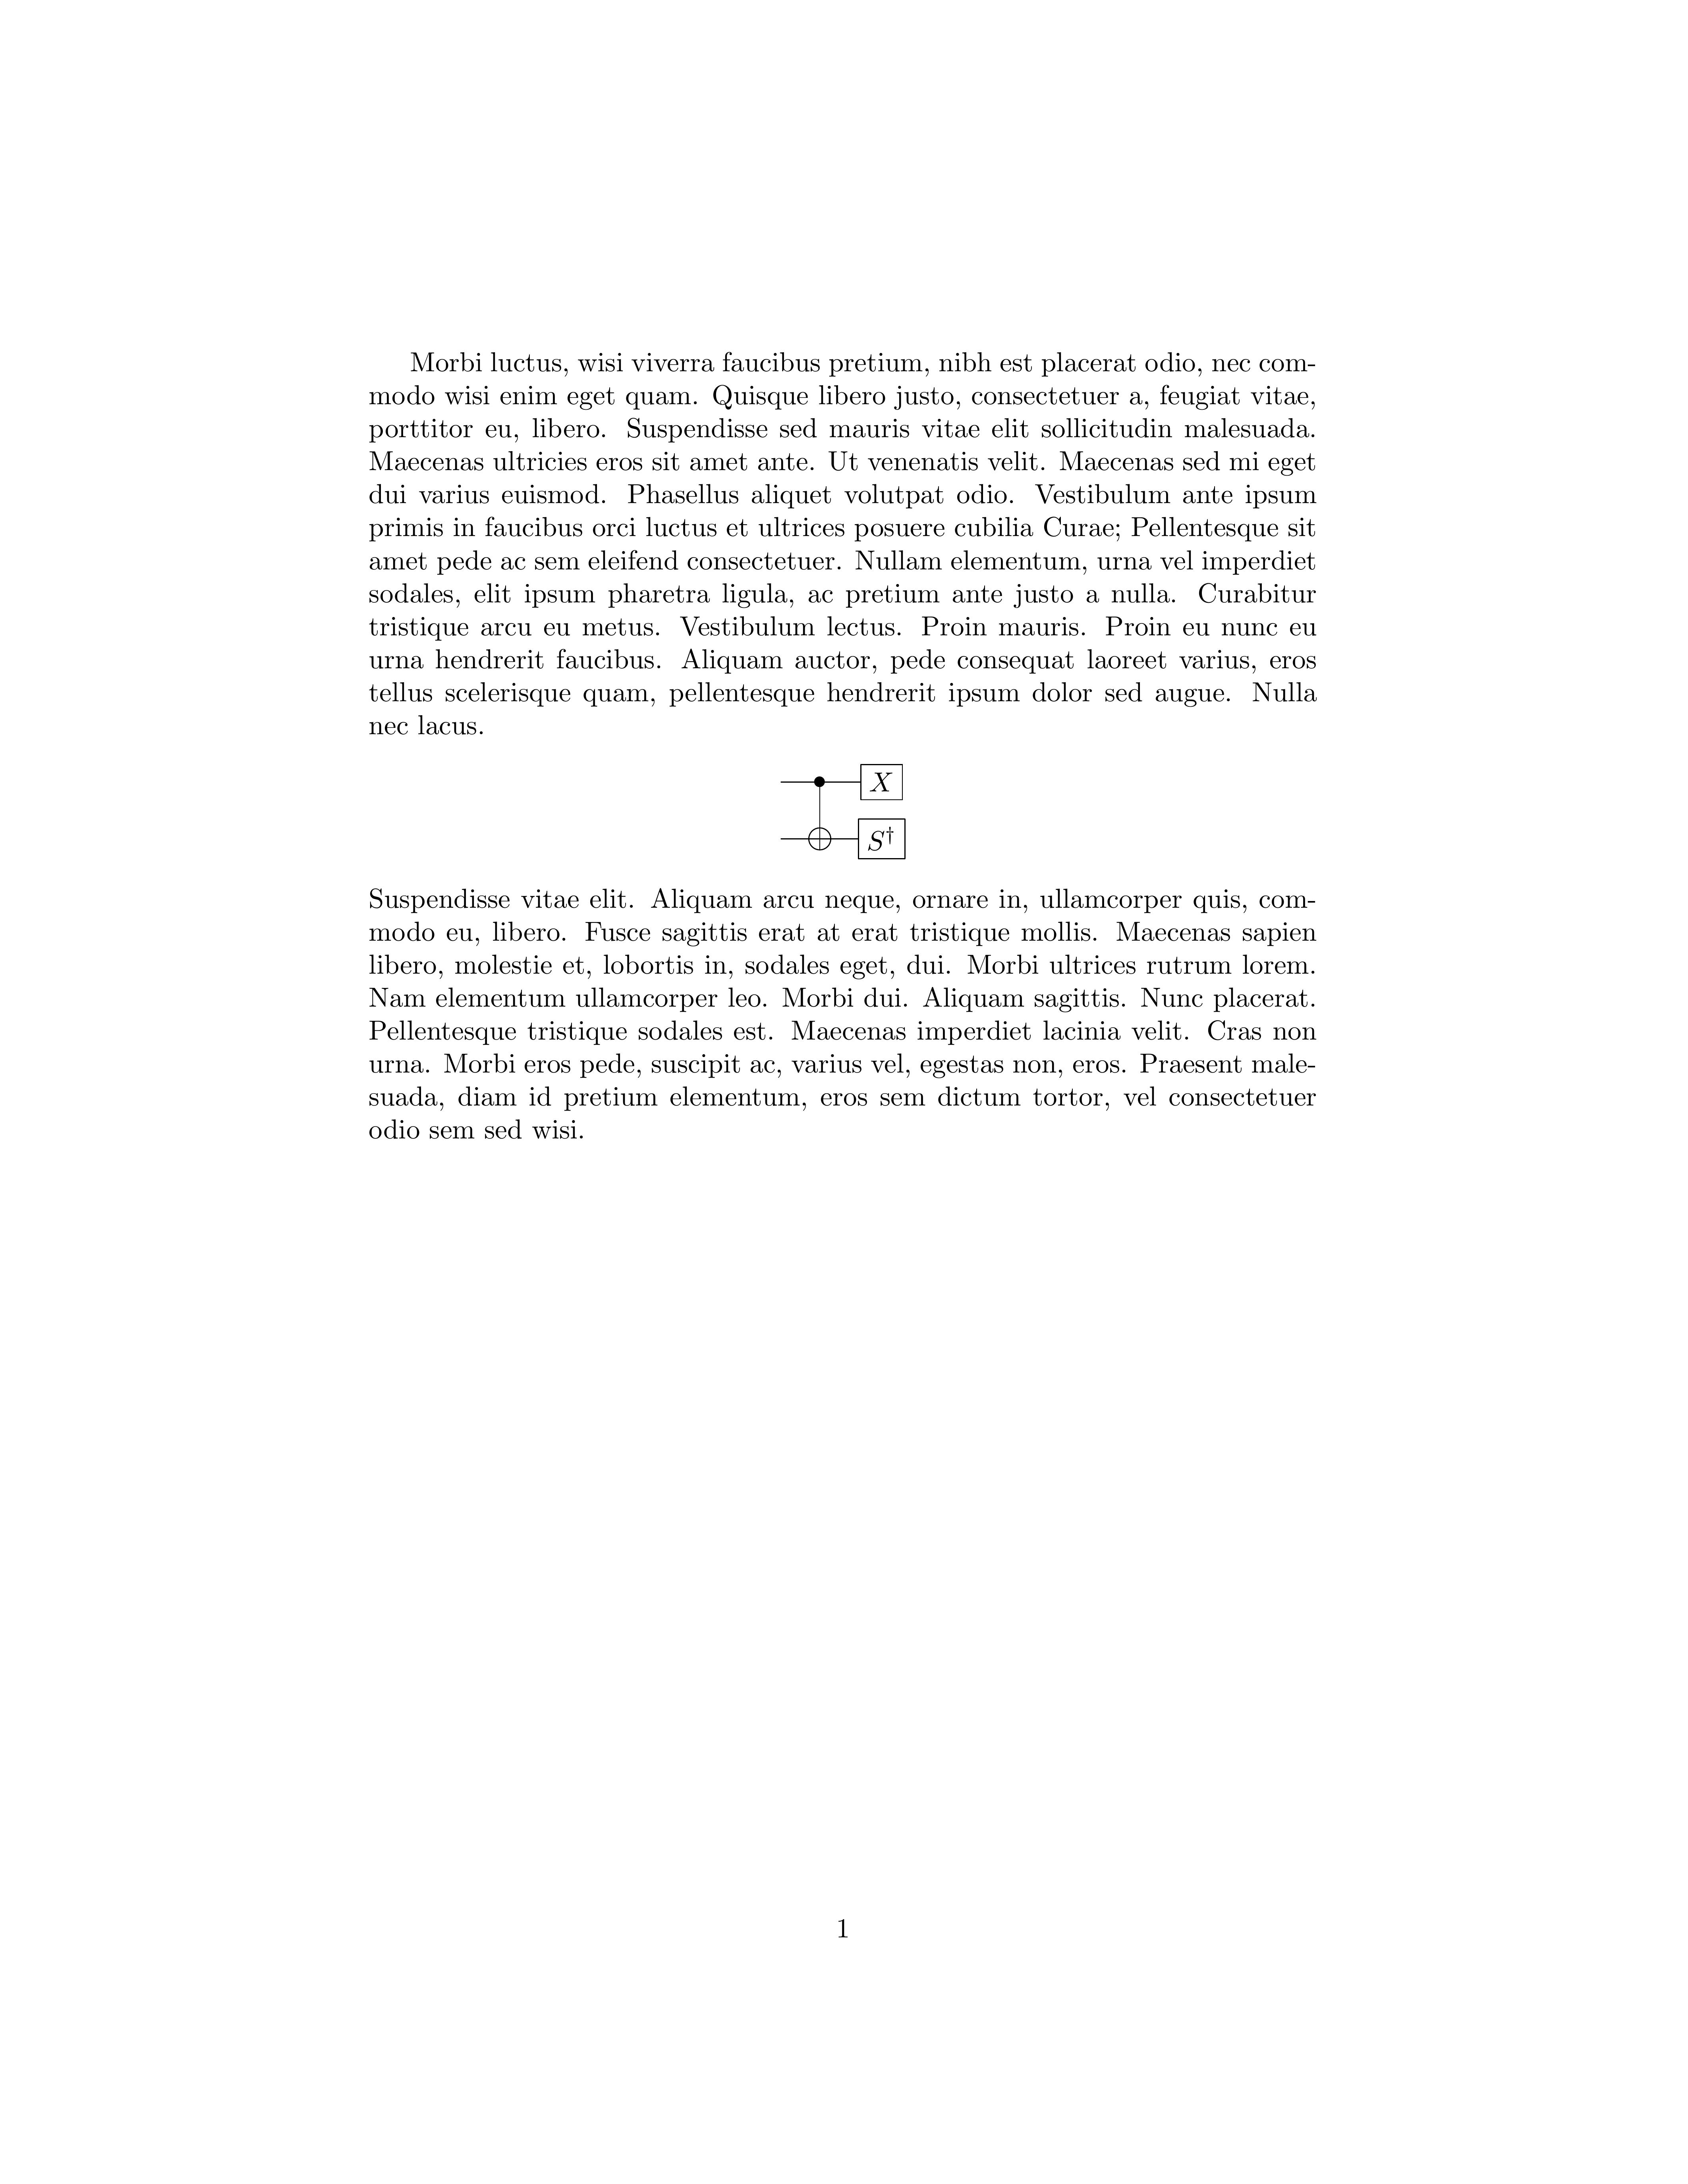 Morbi luctus, wisi viverra faucibus pretium, nibh est placerat odio, nec com-
modo wisi enim eget quam. Quisque libero justo, consectetuer a, feugiat vitae,
porttitor eu, libero. Suspendisse sed mauris vitae elit sollicitudin malesuada.
Maecenas ultricies eros sit amet ante. Ut venenatis velit. Maecenas sed mi eget
dui varius euismod. Phasellus aliquet volutpat odio. Vestibulum ante ipsum
primis in faucibus orci luctus et ultrices posuere cubilia Curae; Pellentesque sit
amet pede ac sem eleifend consectetuer. Nullam elementum, urna vel imperdiet
sodales, elit ipsum pharetra ligula, ac pretium ante justo a nulla. Curabitur
tristique arcu eu metus. Vestibulum lectus. Proin mauris. Proin eu nunc eu
urna hendrerit faucibus. Aliquam auctor, pede consequat laoreet varius, eros
tellus scelerisque quam, pellentesque hendrerit ipsum dolor sed augue. Nulla
nec lacus.
X
S†
Suspendisse vitae elit. Aliquam arcu neque, ornare in, ullamcorper quis, com-
modo eu, libero. Fusce sagittis erat at erat tristique mollis. Maecenas sapien
libero, molestie et, lobortis in, sodales eget, dui. Morbi ultrices rutrum lorem.
Nam elementum ullamcorper leo. Morbi dui. Aliquam sagittis. Nunc placerat.
Pellentesque tristique sodales est. Maecenas imperdiet lacinia velit. Cras non
urna. Morbi eros pede, suscipit ac, varius vel, egestas non, eros. Praesent male-
suada, diam id pretium elementum, eros sem dictum tortor, vel consectetuer
odio sem sed wisi.
1